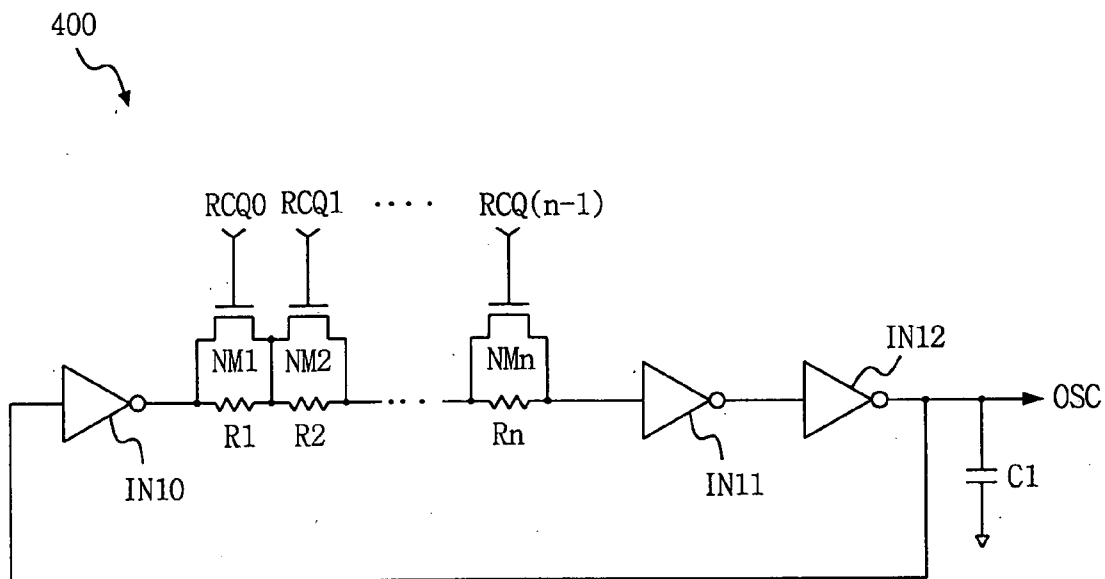 400
RCQ0 RCQ1 ···· RCQ(n-1)
NM1 NM2 NMn
IN12
OSC
R1 R2 ··· Rn
C1
IN10
IN11